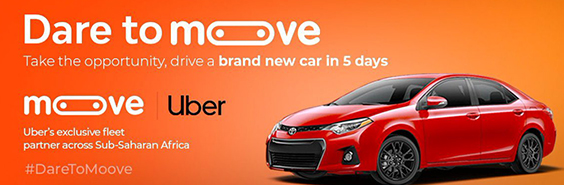 Dare to moove
Take the opportunity, drive a brand new car in 5 days
moove | Uber
Uber's exclusive fleet
partner across Sub-Saharan Africa
#DareToMoove